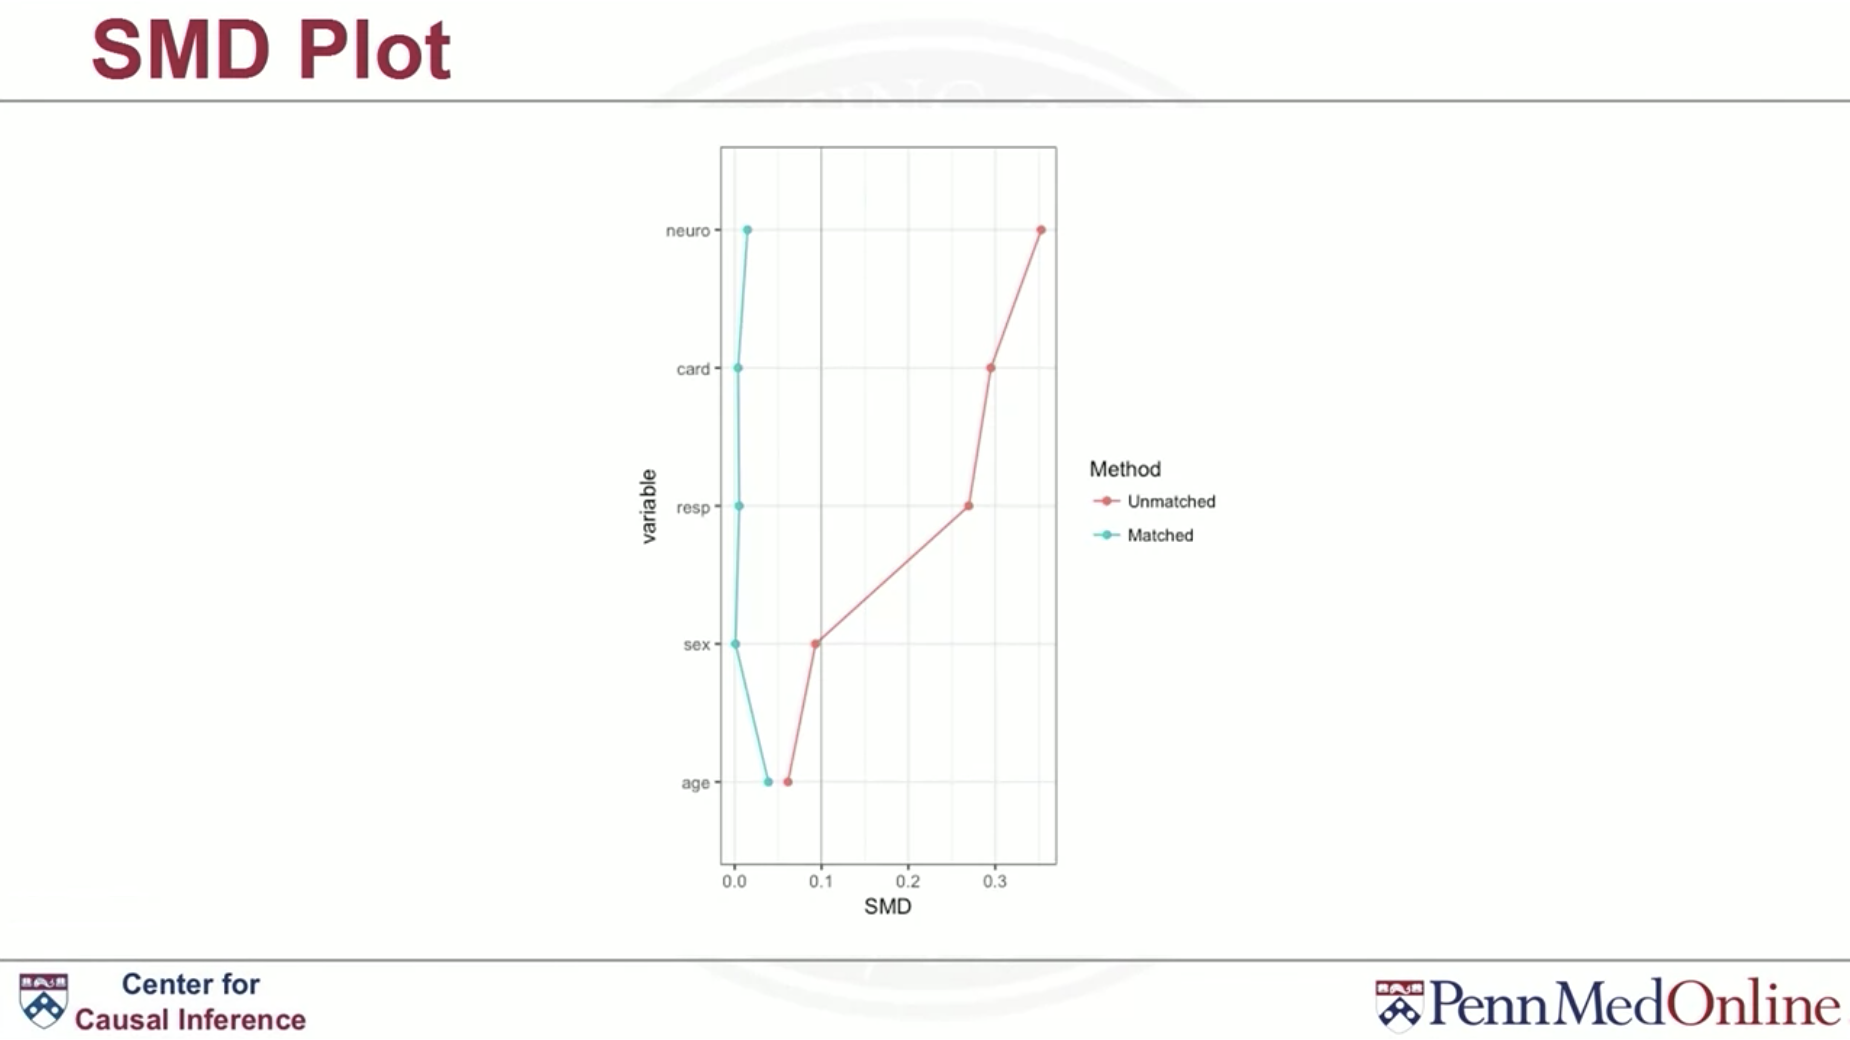 SMD Plot
neuro
card
resp
sex
age
variable
0.0 0.1 0.2 0.3
SMD
Method
Unmatched
Matched
Center for
Causal Inference
PennMedOnline